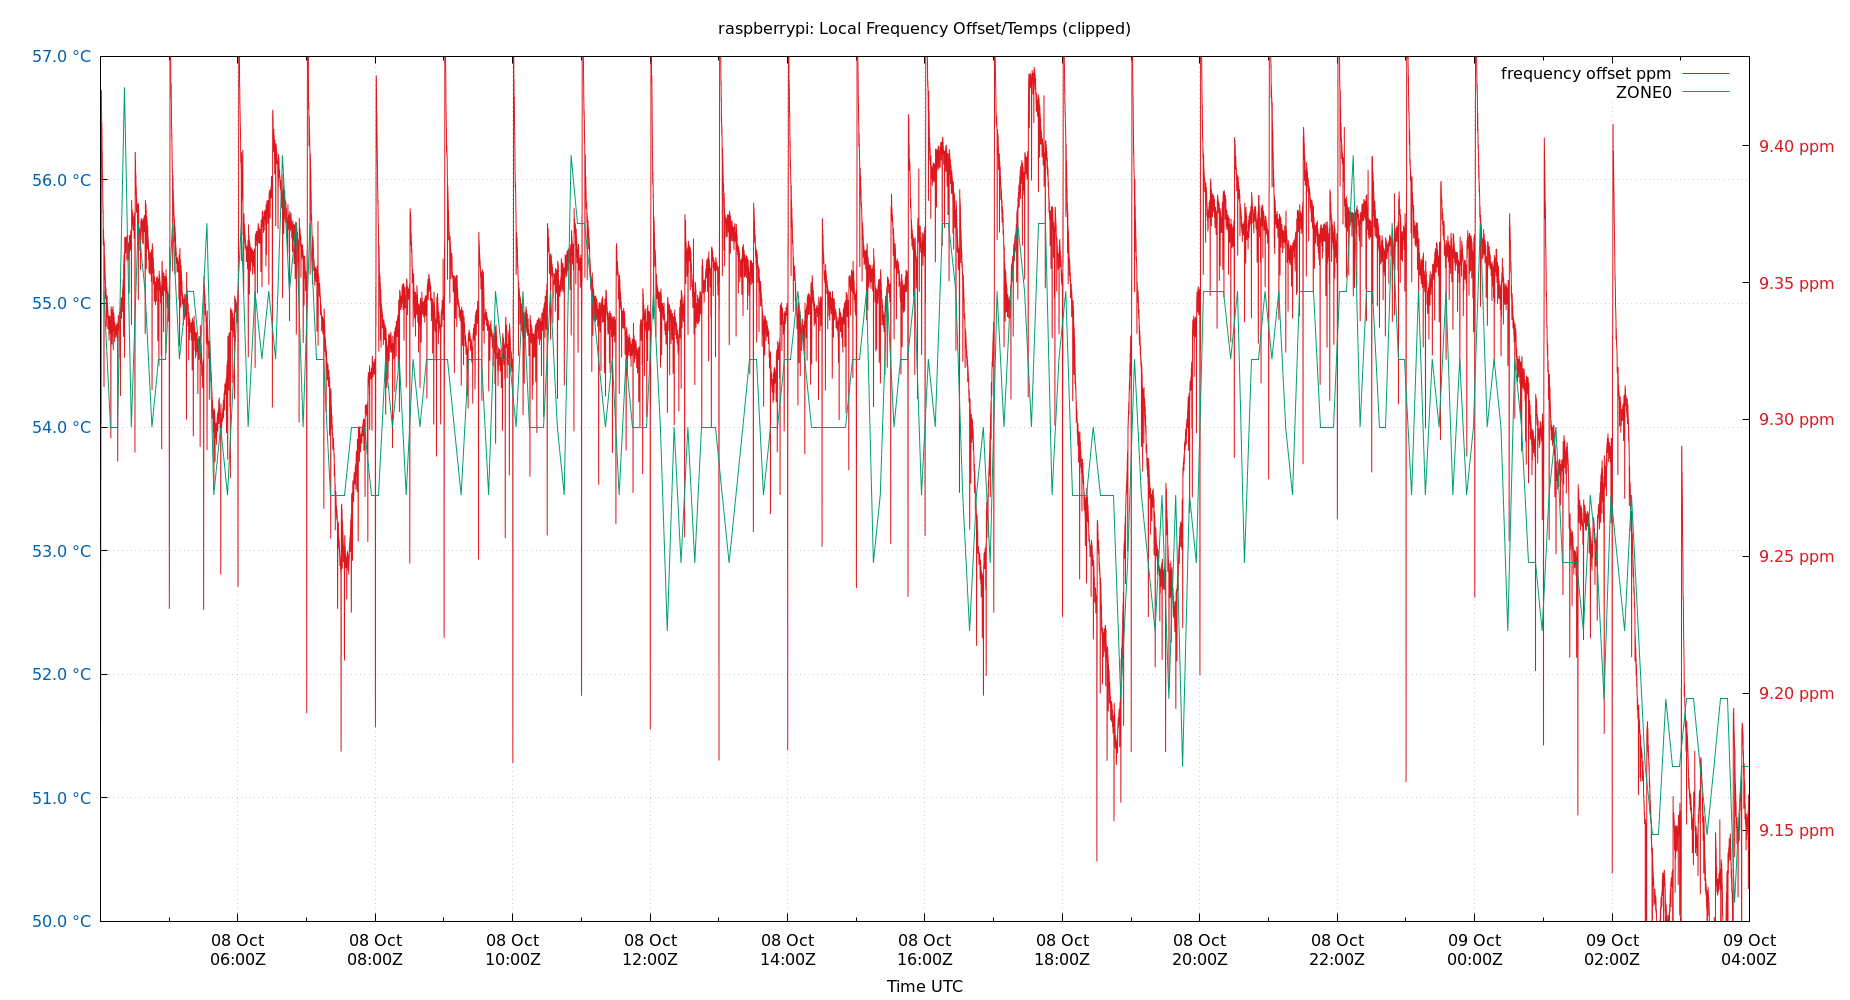 raspberrypi: Local Frequency Offset/Temps (clipped)
57.0 °C
56.0 °C
55.0 °C
54.0 °C
53.0 °C
52.0 °C
51.0 °C
50.0 °C
frequency offset ppm
ZONE0
9.40 ppm
9.35 ppm
9.30 ppm
9.25 ppm
9.20 ppm
9.15 ppm
08 Oct
06:00Z
08 Oct
08:00Z
08 Oct
10:00Z
08 Oct
12:00Z
08 Oct
14:00Z
08 Oct
16:00Z
08 Oct
18:00Z
08 Oct
20:00Z
08 Oct
22:00Z
09 Oct
00:00Z
09 Oct
02:00Z
09 Oct
04:00Z
Time UTC